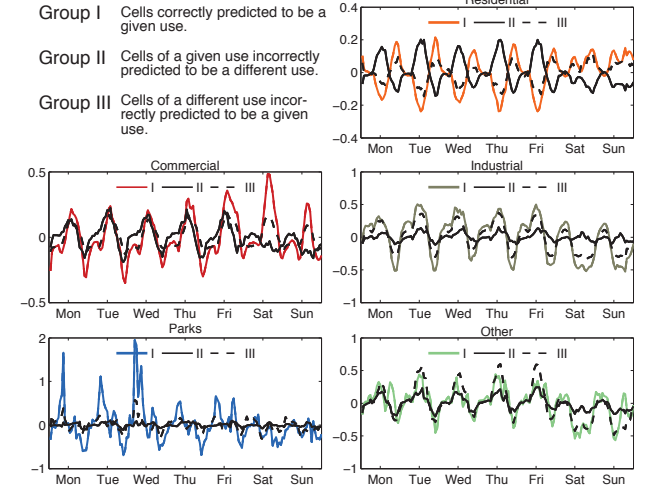 Group I Cells correctly predicted to be a
given use.
Group II Cells of a given use incorrectly
predicted to be a different use.
Group III Cells of a different use incor-
rectly predicted to be a given
use.
Residential
I II III
0.4
0.2
0
−0.2
−0.4
Mon Tue Wed Thu Fri Sat Sun
Commercial
I II III
0.5
0
−0.5
Mon Tue Wed Thu Fri Sat Sun
Industrial
I II III
1
0.5
0
−0.5
−1
Mon Tue Wed Thu Fri Sat Sun
Parks
I II III
2
1
0
−1
Mon Tue Wed Thu Fri Sat Sun
Other
I II III
1
0.5
0
−0.5
−1
Mon Tue Wed Thu Fri Sat Sun